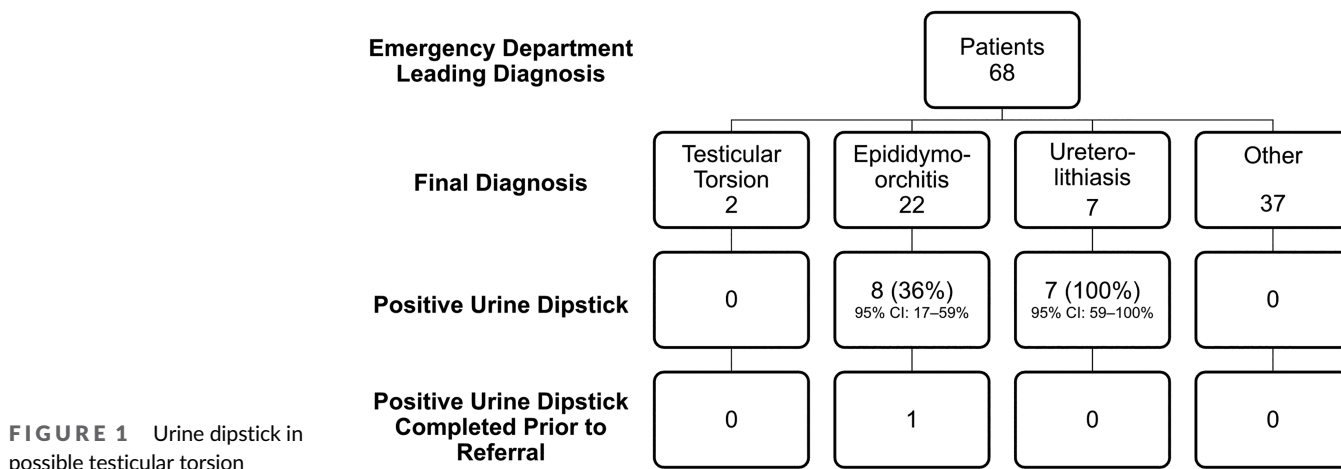 Emergency Department
Leading Diagnosis
Patients
68
Final Diagnosis
Testicular
Torsion
2
Epididymo-
orchitis
22
Uretero-
lithiasis
7
Other
37
Positive Urine Dipstick
0
8 (36%)
95% CI: 17–59%
7 (100%)
95% CI: 59–100%
0
Positive Urine Dipstick
Completed Prior to
Referral
0
1
0
0
FIGURE 1 Urine dipstick in
possible testicular torsion